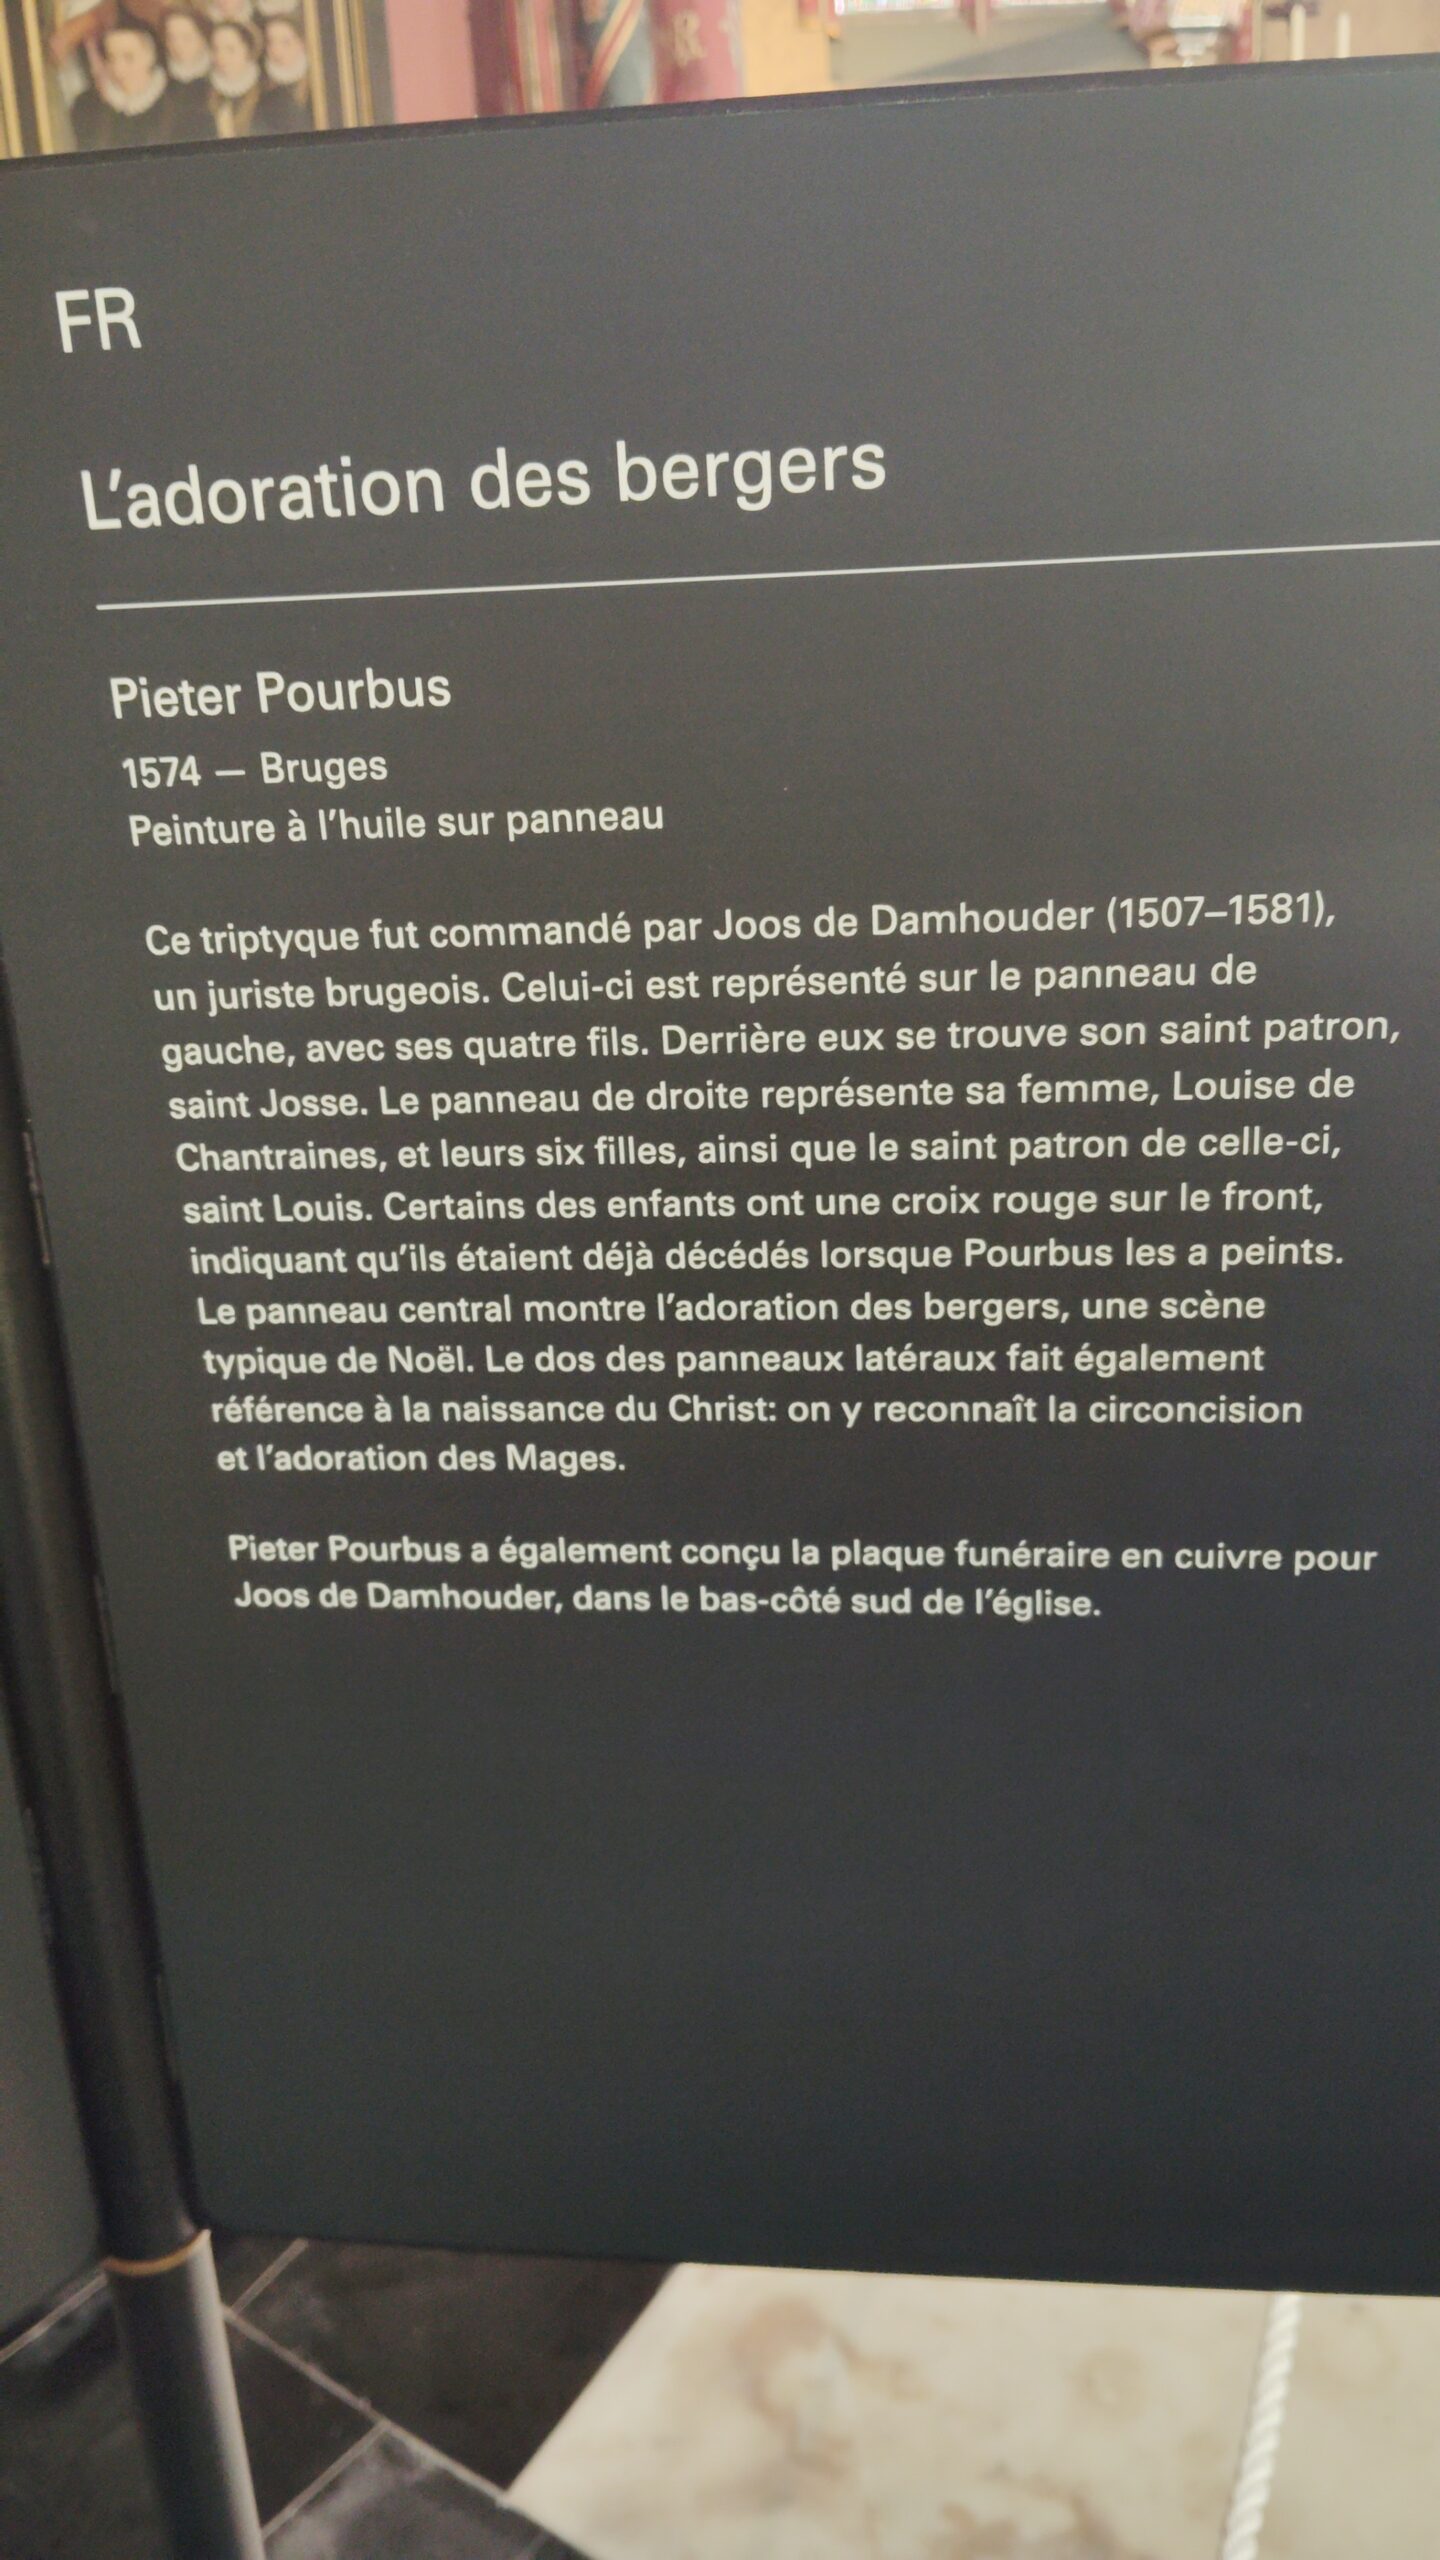 FR
L'adoration des bergers
Pieter Pourbus
1574 — Bruges
Peinture à l'huile sur panneau
Ce triptyque fut commandé par Joos de Damhouder (1507–1581),
un juriste brugeois. Celui-ci est représenté sur le panneau de
gauche, avec ses quatre fils. Derrière eux se trouve son saint patron,
saint Josse. Le panneau de droite représente sa femme, Louise de
Chantraines, et leurs six filles, ainsi que le saint patron de celle-ci,
saint Louis. Certains des enfants ont une croix rouge sur le front,
indiquant qu'ils étaient déjà décédés lorsque Pourbus les a peints.
Le panneau central montre l'adoration des bergers, une scène
typique de Noël. Le dos des panneaux latéraux fait également
référence à la naissance du Christ: on y reconnaît la circoncision
et l'adoration des Mages.
Pieter Pourbus a également conçu la plaque funéraire en cuivre pour
Joos de Damhouder, dans le bas-côté sud de l'église.